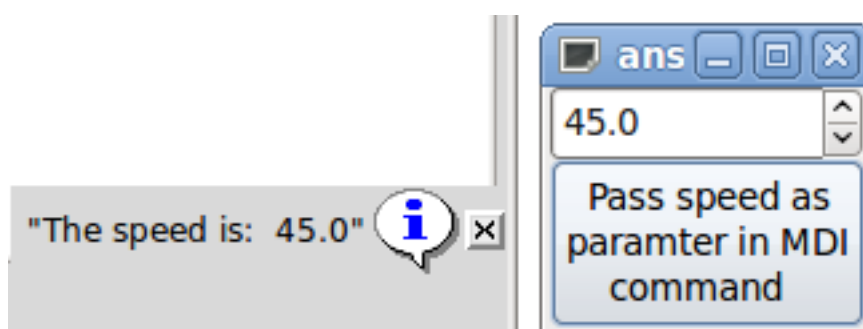 "The speed is:  45.0"
ans
45.0
Pass speed as
paramter in MDI
command